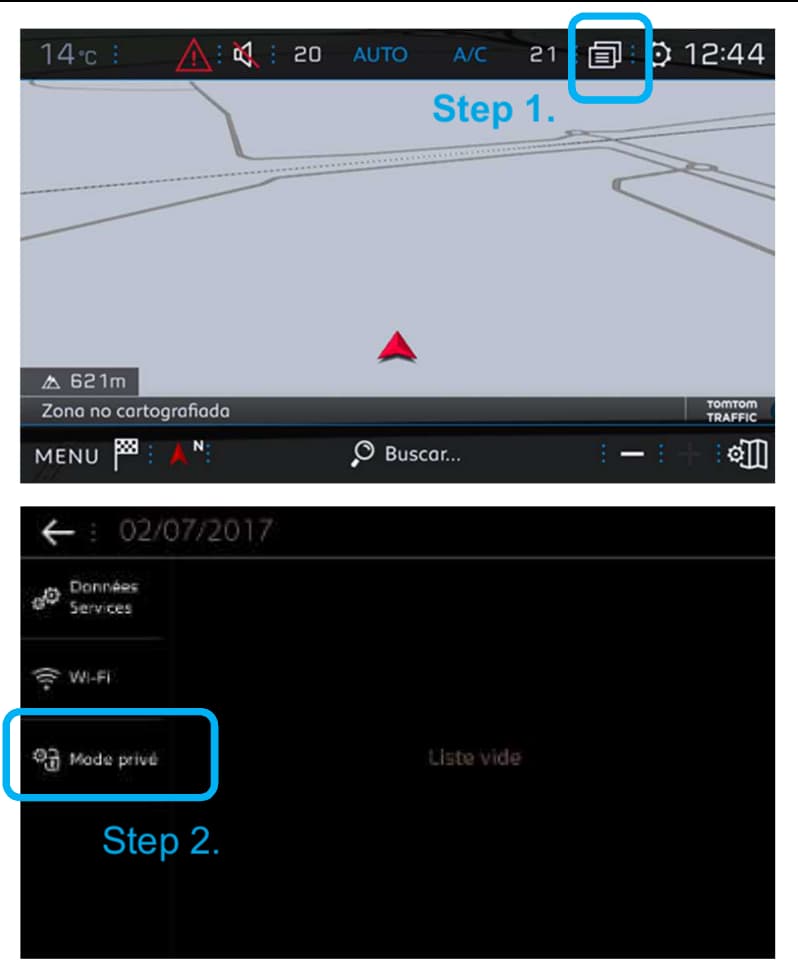 14°C
20 AUTO A/C 21 12:44
Step 1.
621m
Zona no cartografiada
TOMTOM
TRAFFIC
MENU N Buscar...
02/07/2017
Données
Services
Wi-Fi
Mode privé
Liste vide
Step 2.